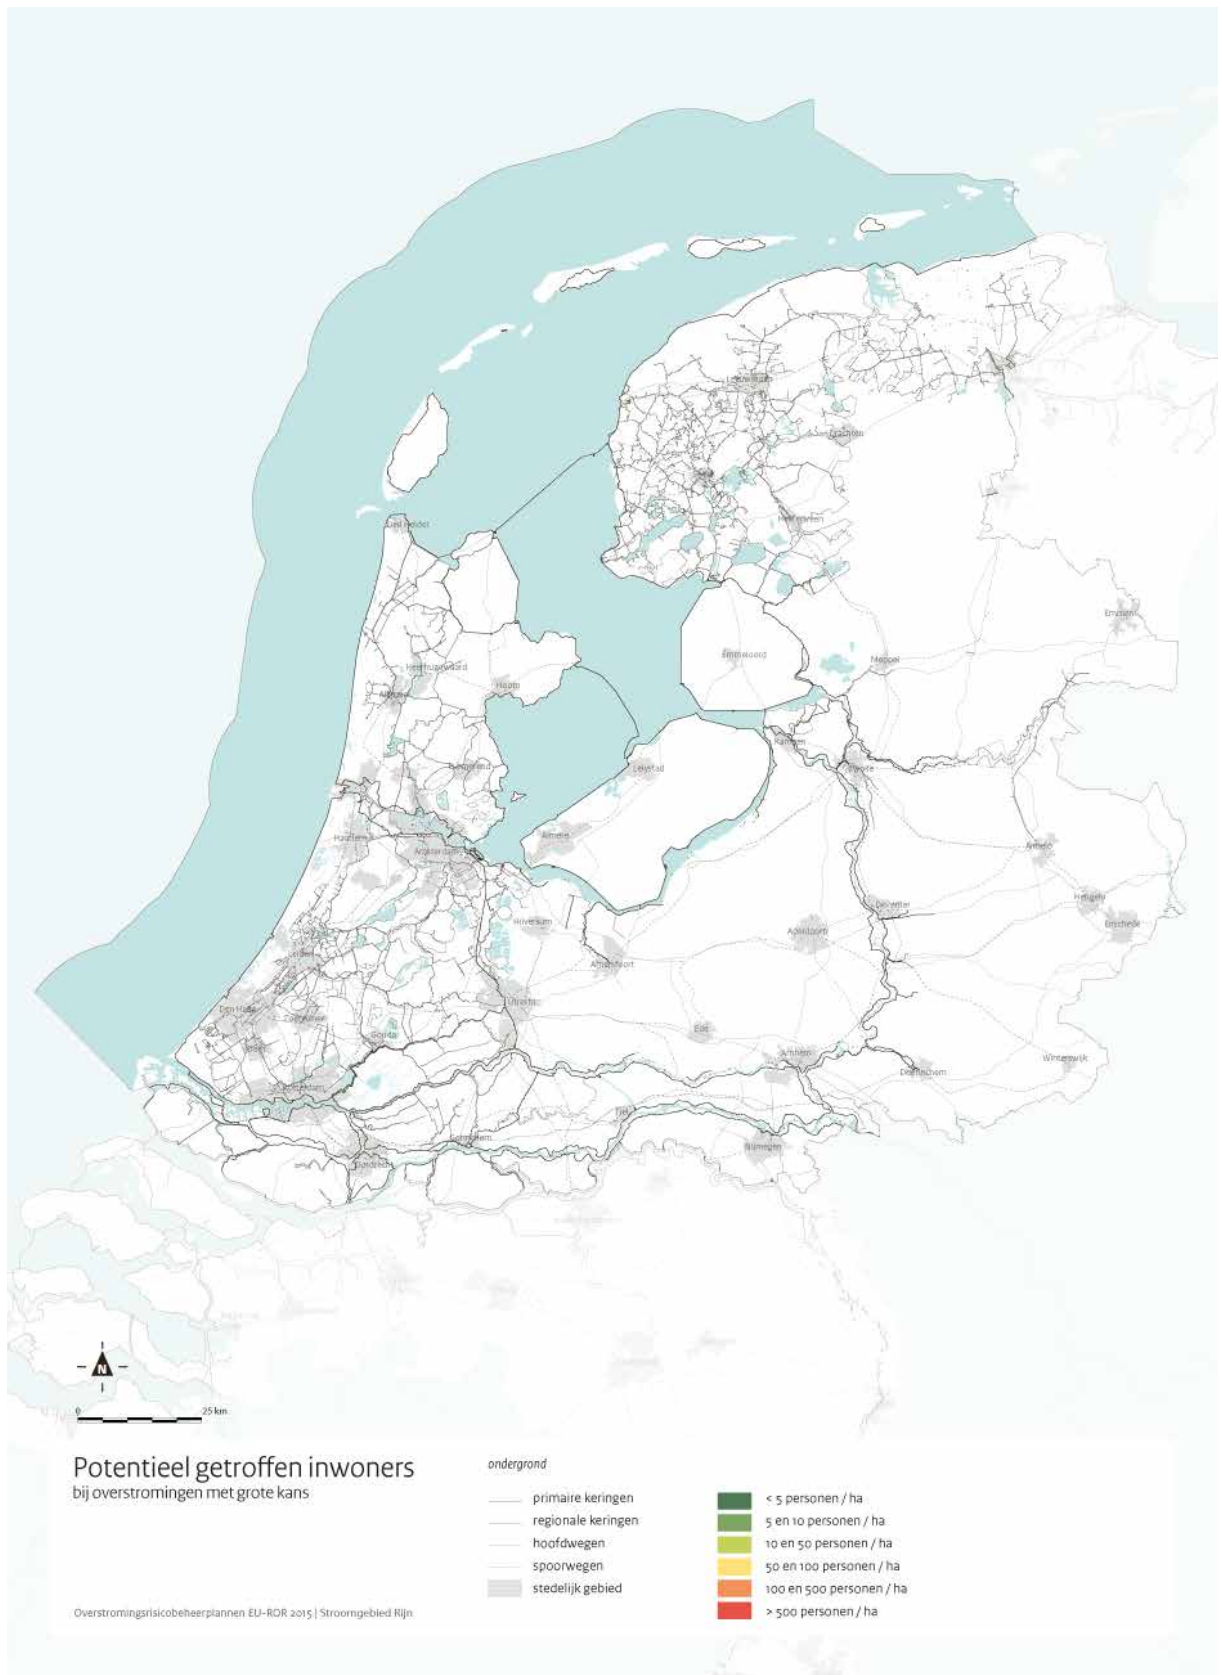 Leeuwarden
Drachten
Den Helder
Heerenveen
Emmen
Emmeloord
Meppel
Heerhugowaard
Alkmaar
Hoorn
Kampen
Purmerend
Lelystad
Zwolle
Haarlem
Almere
Amsterdam
Almelo
Hengelo
Deventer
Hilversum
Apeldoorn
Enschede
Leiden
Amersfoort
Utrecht
Den Haag
Zoetermeer
Gouda
Ede
Delft
Arnhem
Winterswijk
Doetinchem
Rotterdam
Tiel
Gorinchem
Nijmegen
Dordrecht
N
0
25 km
Potentieel getroffen inwoners
bij overstromingen met grote kans
ondergrond
primaire keringen
regionale keringen
hoofdwegen
spoorwegen
stedelijk gebied
< 5 personen / ha
5 en 10 personen / ha
10 en 50 personen / ha
50 en 100 personen / ha
100 en 500 personen / ha
> 500 personen / ha
Overstromingsrisicobeheerplannen EU-ROR 2015 | Stroomgebied Rijn